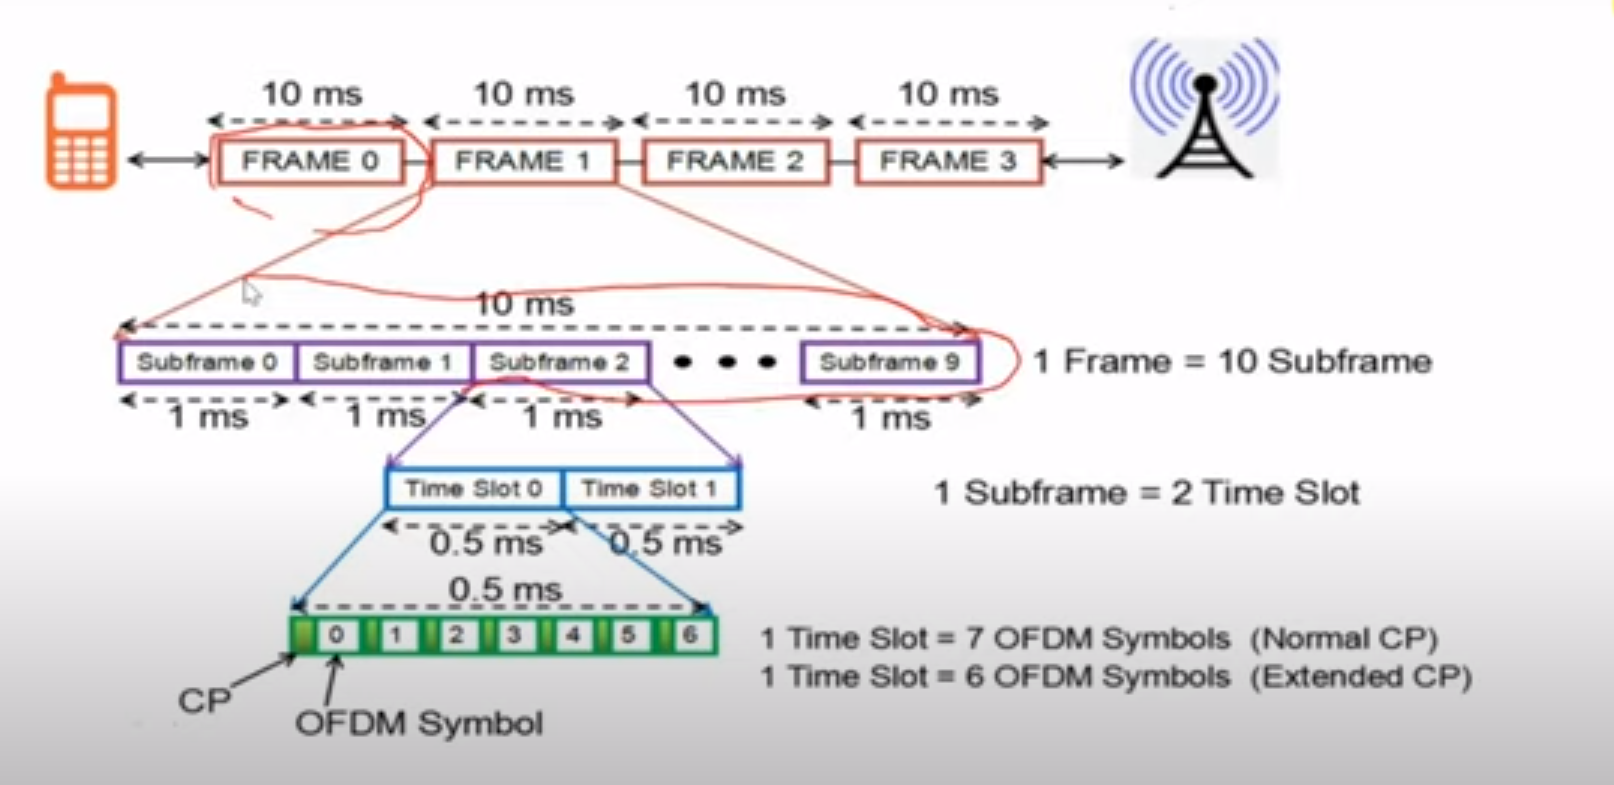 10 ms 10 ms 10 ms 10 ms
FRAME 0 FRAME 1 FRAME 2 FRAME 3
10 ms
Subframe 0 Subframe 1 Subframe 2 Subframe 9 1 Frame = 10 Subframe
1 ms 1 ms 1 ms 1 ms
Time Slot 0 Time Slot 1 1 Subframe = 2 Time Slot
0.5 ms 0.5 ms
0.5 ms
0 1 2 3 4 5 6 1 Time Slot = 7 OFDM Symbols (Normal CP)
1 Time Slot = 6 OFDM Symbols (Extended CP)
CP
OFDM Symbol